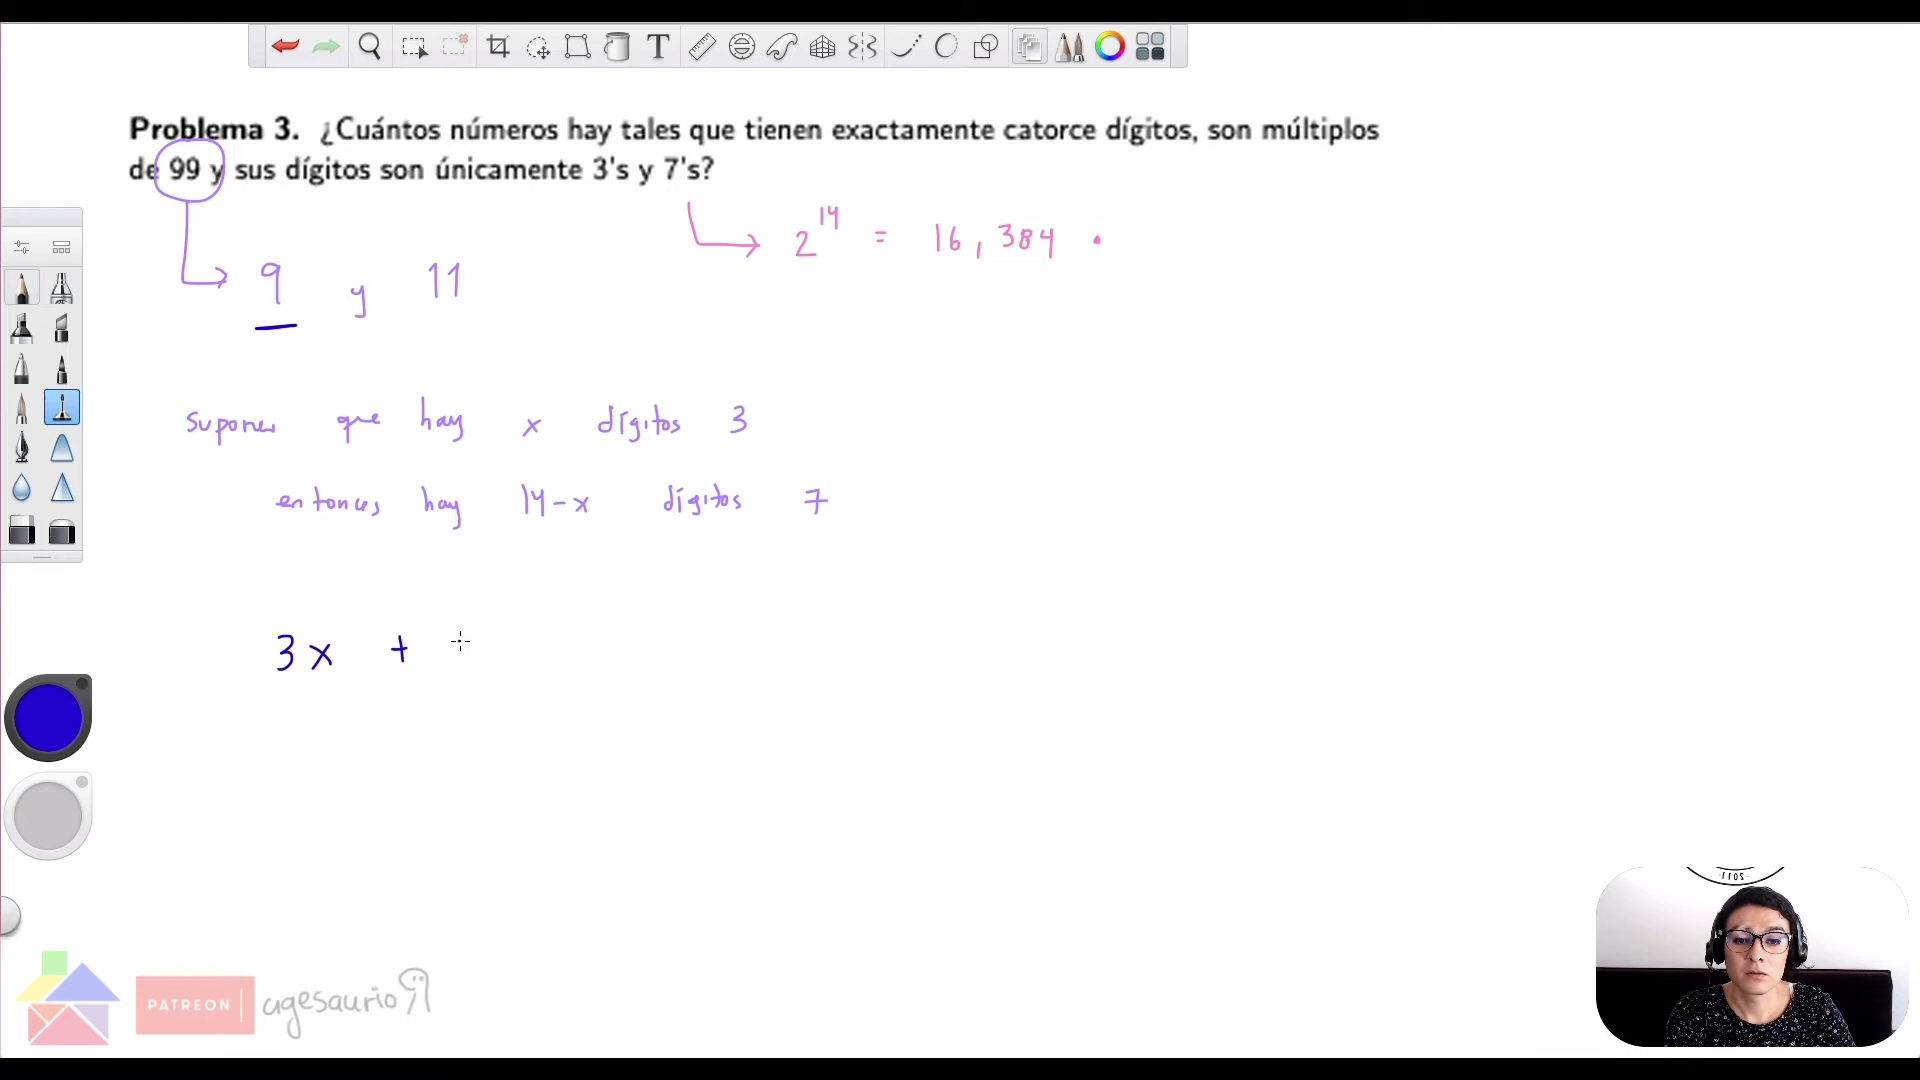 Problema 3. ¿Cuántos números hay tales que tienen exactamente catorce dígitos, son múltiplos
de 99 y sus dígitos son únicamente 3's y 7's?
2^14 = 16,384 .
9 y 11
suponer que hay x dígitos 3
entonces hay 14-x dígitos 7
3x +
PATREON
agesaurio
2011